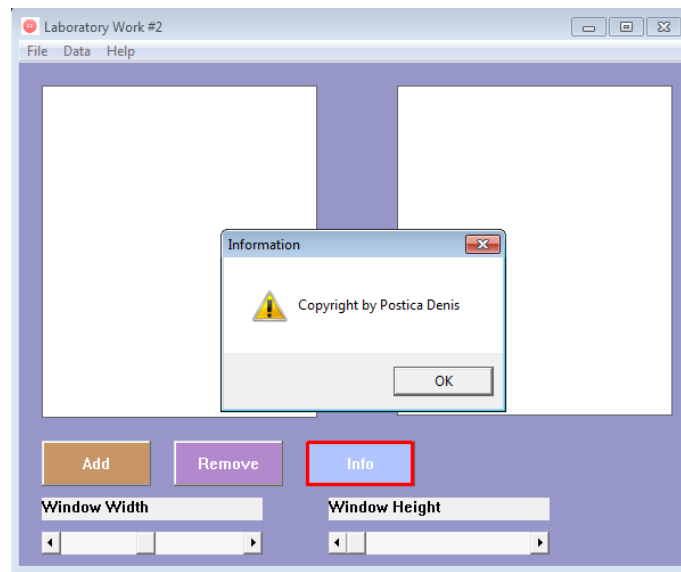 Laboratory Work #2
File Data Help
Information
Copyright by Postica Denis
OK
Add Remove Info
Window Width Window Height